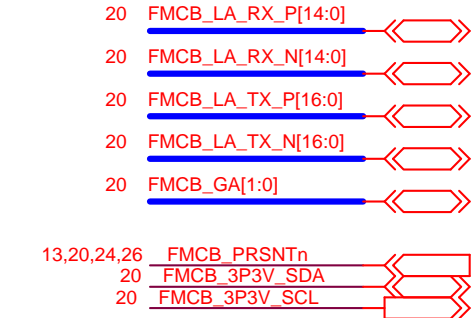 20 FMCB_LA_RX_P[14:0]
20 FMCB_LA_RX_N[14:0]
20 FMCB_LA_TX_P[16:0]
20 FMCB_LA_TX_N[16:0]
20 FMCB_GA[1:0]
13,20,24,26 FMCB_PRSNTn
20 FMCB_3P3V_SDA
20 FMCB_3P3V_SCL